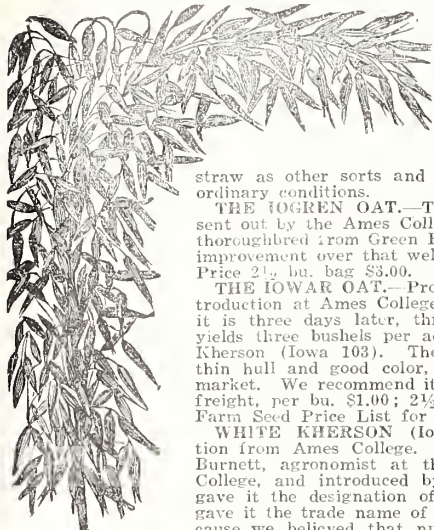 straw as other sorts and
ordinary conditions.
THE IOGREN OAT.—T
sent out by the Ames Coll
thoroughbred from Green
improvement over that wel
Price 2½ bu. bag $3.00.
THE IOWAR OAT.—Pro
troduction at Ames College
it is three days later, thr
yields three bushels per a
Kherson (Iowa 103). The
thin hull and good color,
market. We recommend it
freight, per bu. $1.00; 2½
Farm Seed Price List for
WHITE KHERSON (Io
tion from Ames College.
Burnett, agronomist at th
College, and introduced b
gave it the designation of
gave it the trade name of
cause we believed that